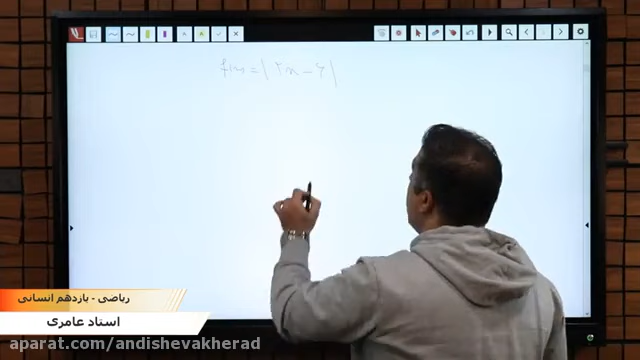 f(x) = | ۲x - ۴ |
ریاضی - یازدهم انسانی
استاد عامری
aparat.com/andishevakherad